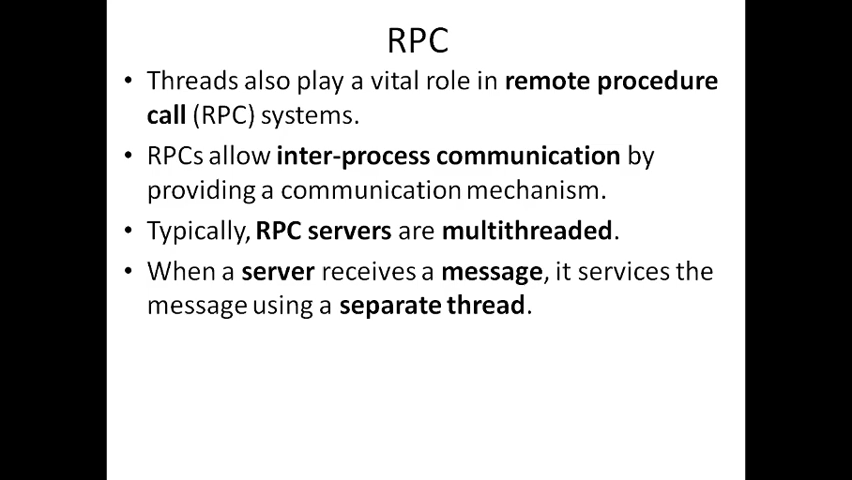 RPC
• Threads also play a vital role in remote procedure
call (RPC) systems.
• RPCs allow inter-process communication by
providing a communication mechanism.
• Typically, RPC servers are multithreaded.
• When a server receives a message, it services the
message using a separate thread.